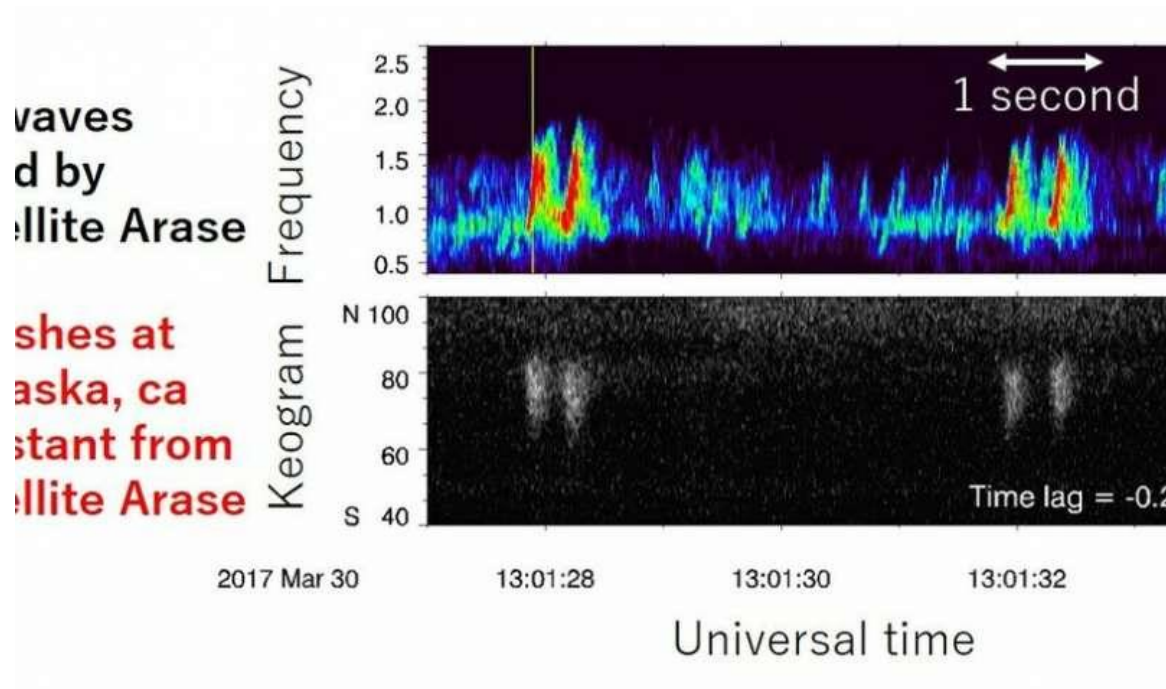 waves
d by
ellite Arase
shes at
aska, ca
stant from
ellite Arase
Frequency
2.5
2.0
1.5
1.0
0.5
1 second
Keogram
N 100
80
60
S 40
Time lag = -0.2
2017 Mar 30
13:01:28
13:01:30
13:01:32
Universal time